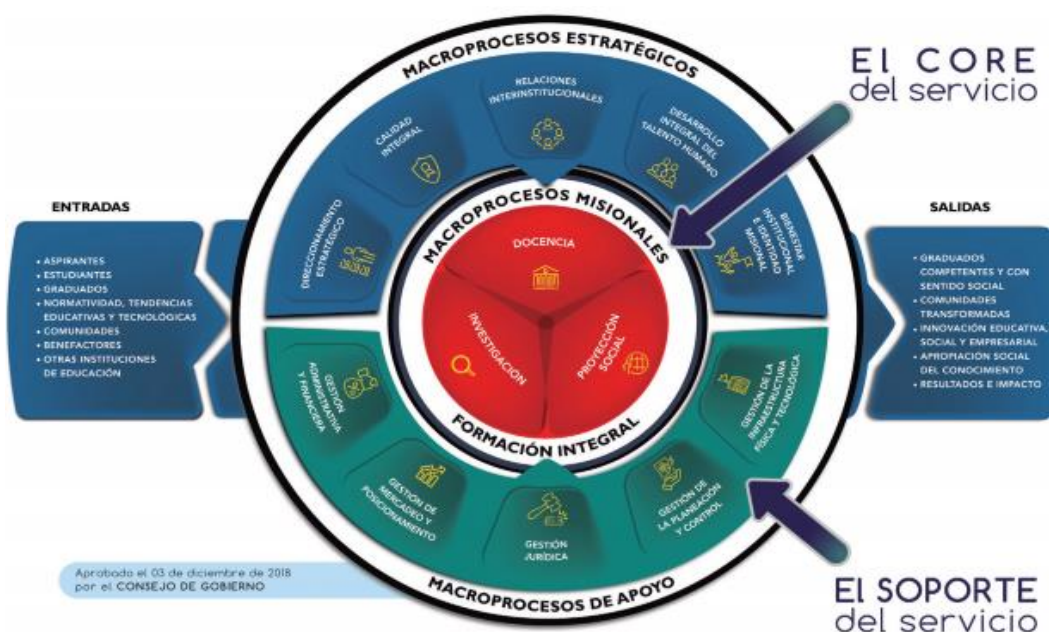 MACROPROCESOS ESTRATÉGICOS
El CORE
del servicio
RELACIONES
INTERINSTITUCIONALES
CALIDAD
INTEGRAL
DESARROLLO
INTEGRAL DEL
TALENTO HUMANO
DIRECCIONAMIENTO
ESTRATÉGICO
BIENESTAR
INSTITUCIONAL
E IDENTIDAD
MISIONAL
ENTRADAS
• ASPIRANTES
• ESTUDIANTES
• GRADUADOS
• NORMATIVIDAD, TENDENCIAS
EDUCATIVAS Y TECNOLÓGICAS
• COMUNIDADES
• BENEFACTORES
• OTRAS INSTITUCIONES
DE EDUCACIÓN
MACROPROCESOS MISIONALES
DOCENCIA
INVESTIGACIÓN
PROYECCIÓN
SOCIAL
FORMACIÓN INTEGRAL
SALIDAS
• GRADUADOS
COMPETENTES Y CON
SENTIDO SOCIAL
• COMUNIDADES
TRANSFORMADAS
• INNOVACIÓN EDUCATIVA,
SOCIAL Y EMPRESARIAL
• APROPIACIÓN SOCIAL
DEL CONOCIMIENTO
• RESULTADOS E IMPACTO
GESTIÓN
ADMINISTRATIVA
Y FINANCIERA
GESTIÓN DE
MERCADEO Y
POSICIONAMIENTO
GESTIÓN
JURÍDICA
GESTIÓN DE
LA PLANEACIÓN
Y CONTROL
GESTIÓN DE LA
INFRAESTRUCTURA
FÍSICA Y TECNOLÓGICA
MACROPROCESOS DE APOYO
Aprobado el 03 de diciembre de 2018
por el CONSEJO DE GOBIERNO
El SOPORTE
del servicio